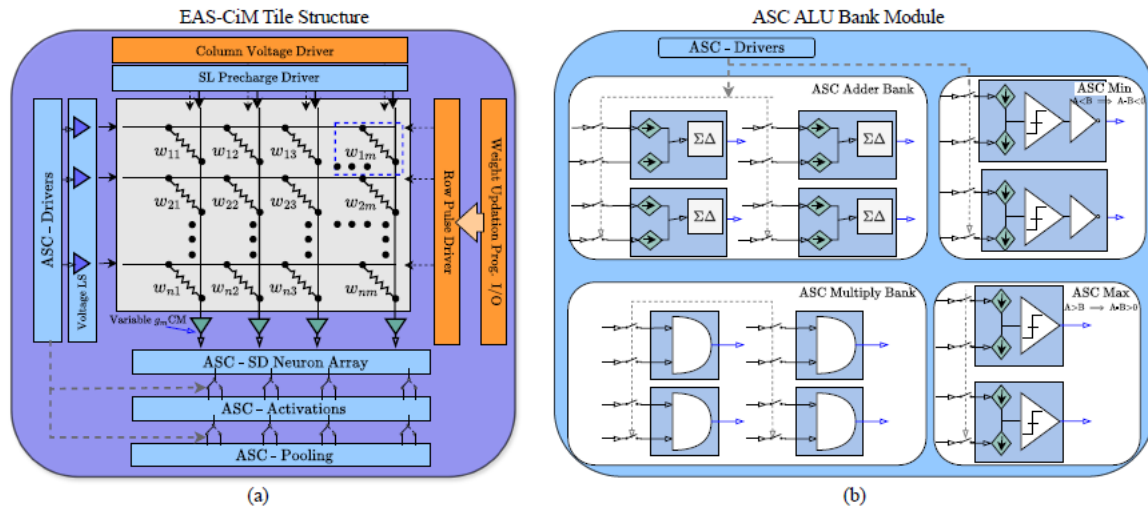 EAS-CiM Tile Structure
Column Voltage Driver
SL Precharge Driver
ASC - Drivers
Voltage LS
w11 w12 w13 w1m
w21 w22 w23 w2m
wn1 wn2 wn3 wnm
Row Pulse Driver
Weight Updation Prog. I/O
Variable gmCM
ASC - SD Neuron Array
ASC - Activations
ASC - Pooling
(a)
ASC ALU Bank Module
ASC - Drivers
ASC Adder Bank
ΣΔ ΣΔ
ΣΔ ΣΔ
ASC Min
A<B ⟹ A-B<0
ASC Multiply Bank
ASC Max
A>B ⟹ A-B>0
(b)